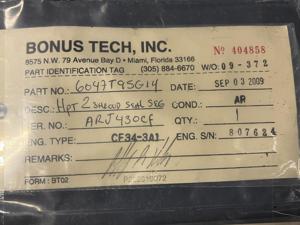 BONUS TECH, INC. Nº 404858
8575 N.W. 79 Avenue Bay D • Miami, Florida 33166
PART IDENTIFICATION TAG (305) 884-6670 W/O: 09-372
PART NO.: 6047T95G14 DATE: SEP 03 2009
DESC.: HPT 2 SHROUD SEAL SEG COND.: AR
SER. NO.: ARJ430CF QTY.: 1
ENG. TYPE: CF34-3A1 ENG. S/N: 807624
REMARKS:
FORM : BT02